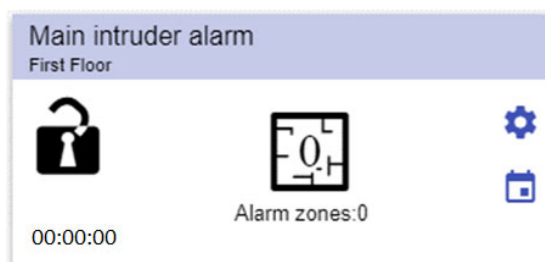 Main intruder alarm
First Floor
0
Alarm zones:0
00:00:00